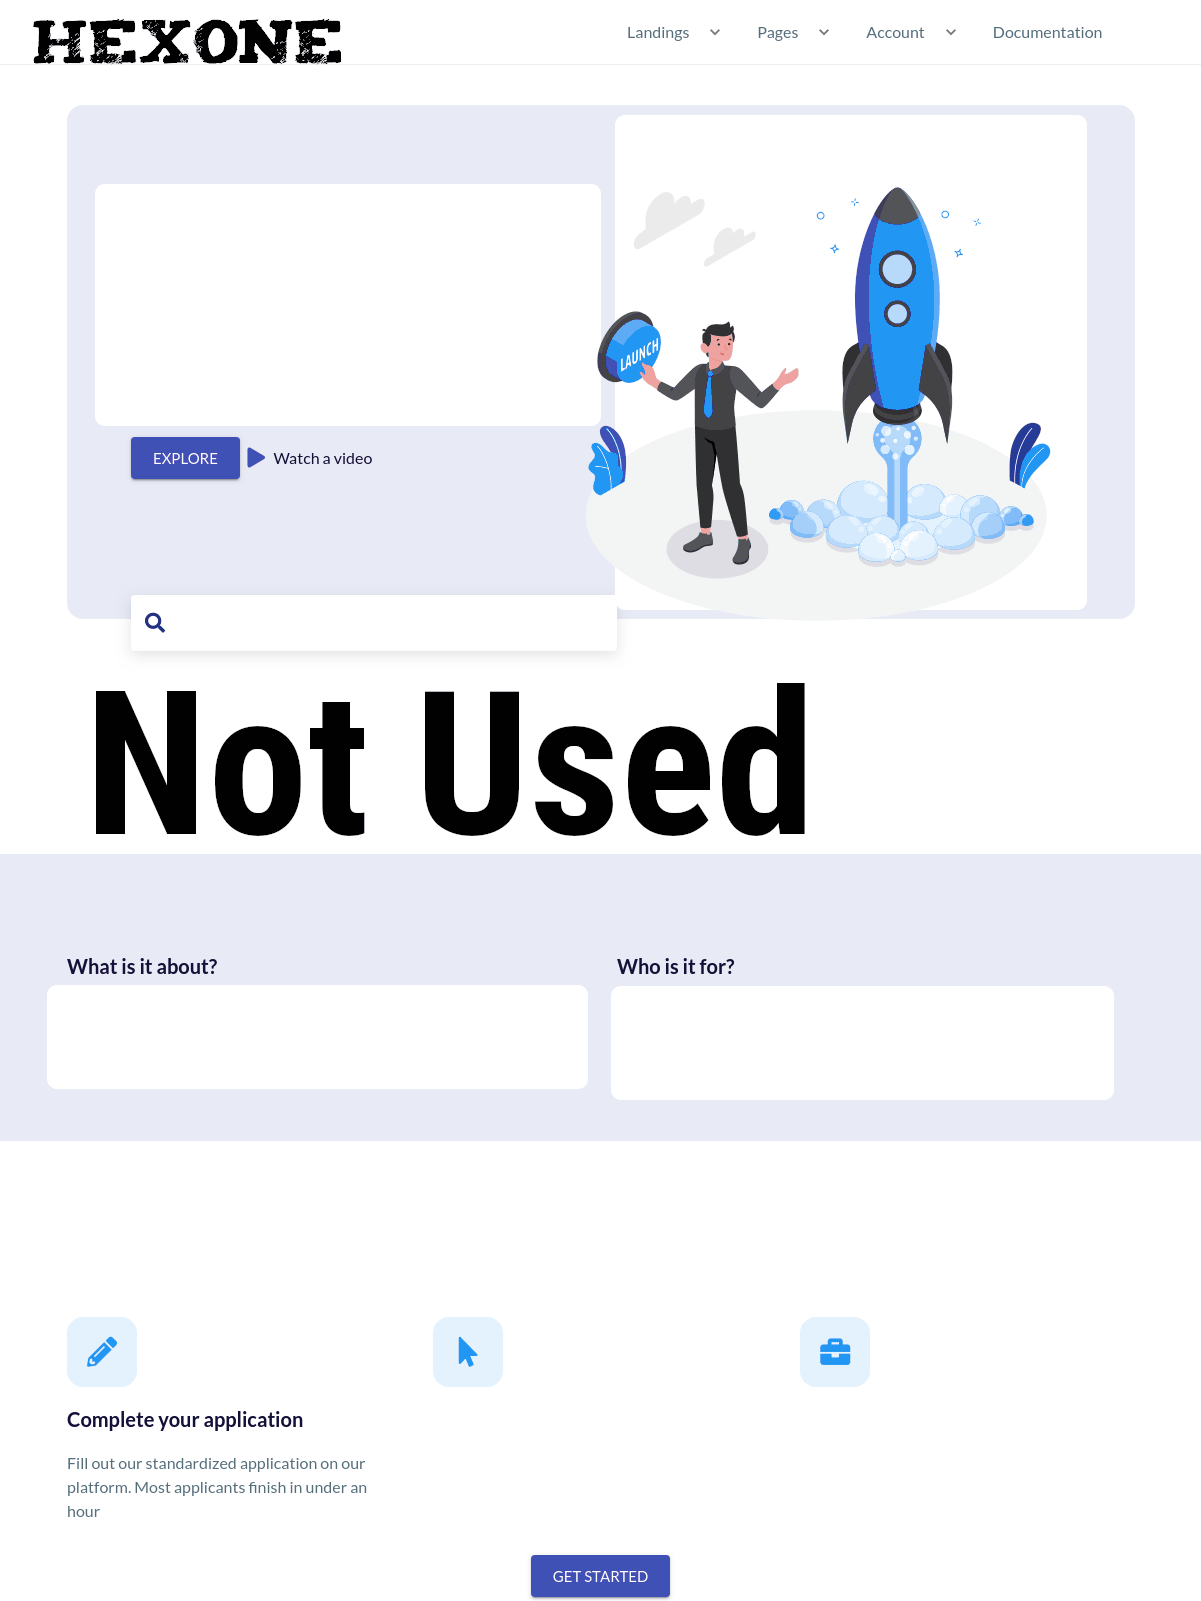 HEXONE
Landings
Pages
Account
Documentation
LAUNCH
EXPLORE
Watch a video
Not Used
What is it about?
Who is it for?
Complete your application
Fill out our standardized application on our
platform. Most applicants finish in under an
hour
GET STARTED